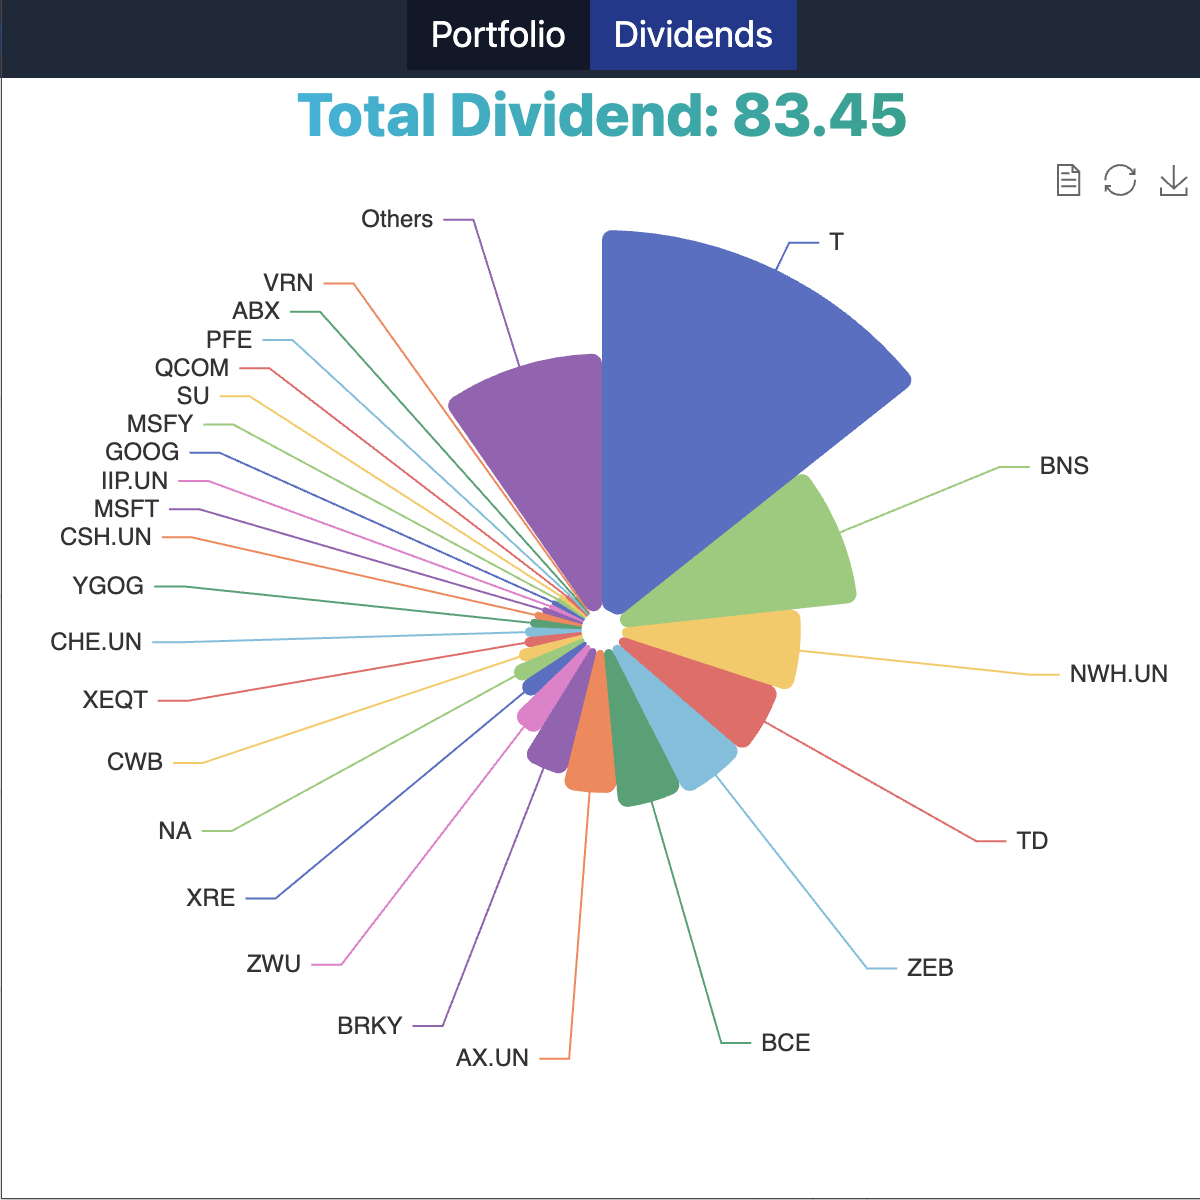 Portfolio
Dividends
Total Dividend: 83.45
Others
T
VRN
ABX
PFE
QCOM
SU
MSFY
GOOG
IIP.UN
MSFT
CSH.UN
YGOG
CHE.UN
XEQT
CWB
NA
XRE
ZWU
BRKY
AX.UN
BCE
ZEB
TD
NWH.UN
BNS